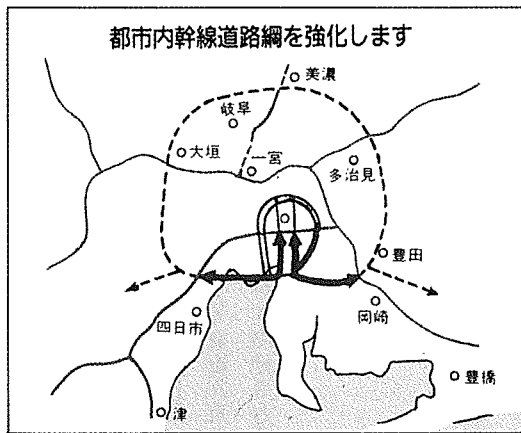 都市内幹線道路綱を強化します
美濃
岐阜
大垣
一宮
多治見
豊田
四日市
岡崎
豊橋
津